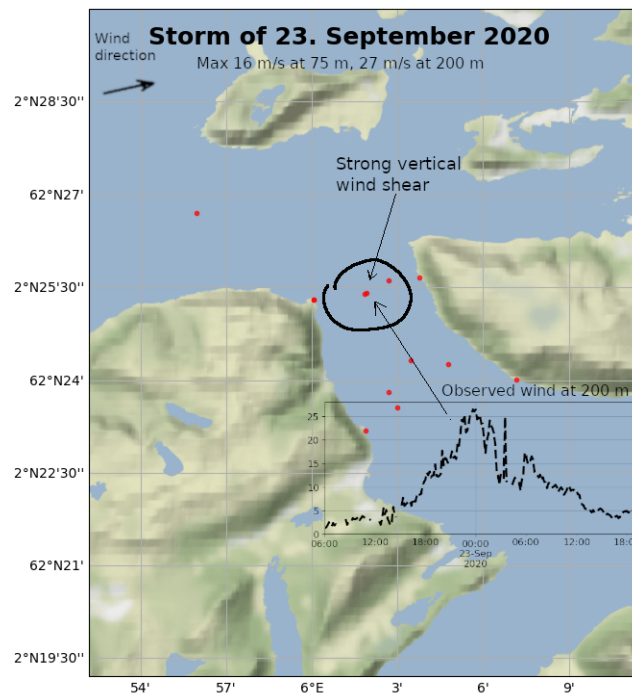 Storm of 23. September 2020
Max 16 m/s at 75 m, 27 m/s at 200 m
Wind
direction
2°N28'30''
62°N27'
Strong vertical
wind shear
2°N25'30''
62°N24'
Observed wind at 200 m
25
20
15
10
5
0
06:00 12:00 18:00 00:00 06:00 12:00 18:
23-Sep
2020
2°N22'30''
62°N21'
2°N19'30''
54' 57' 6°E 3' 6' 9'